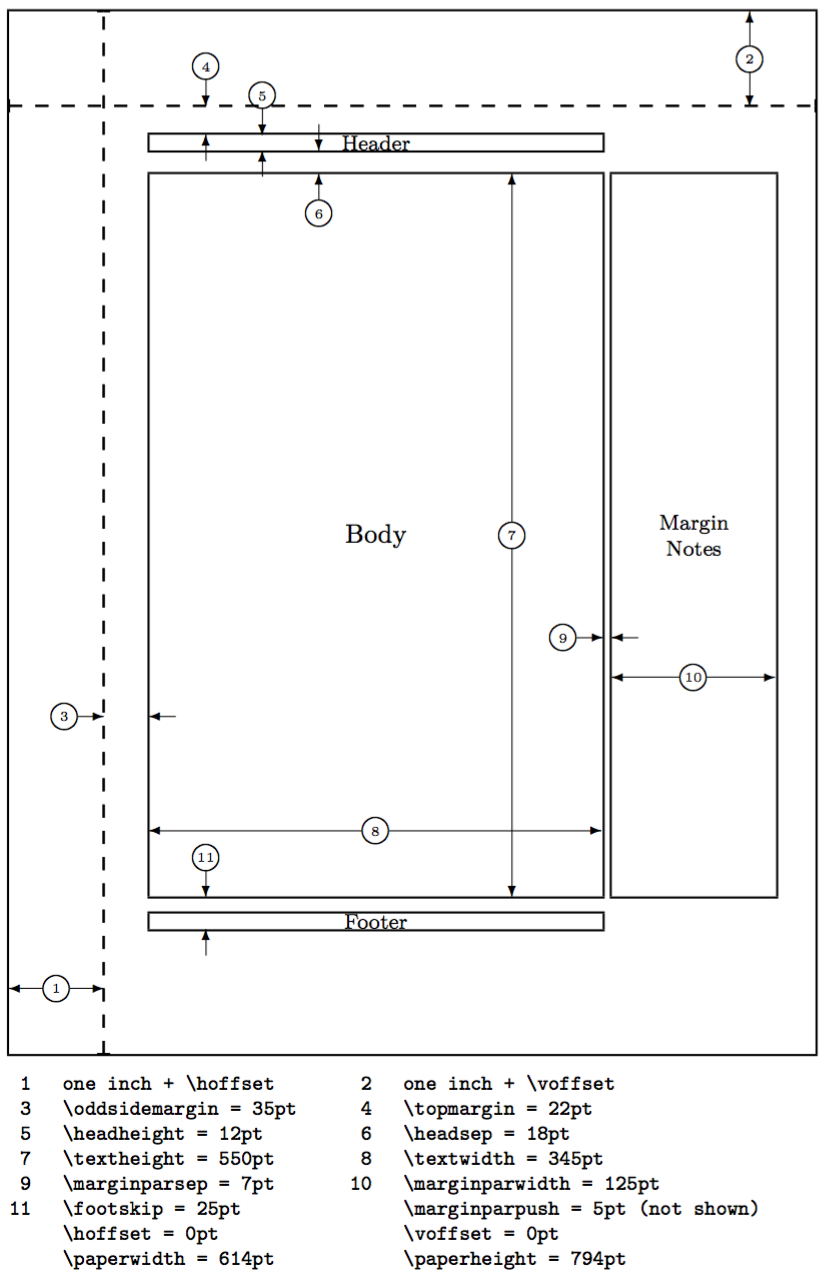 2
4
5
Header
6
Body
7
Margin
Notes
9
10
3
8
11
Footer
1
1 one inch + \hoffset 2 one inch + \voffset
3 \oddsidemargin = 35pt 4 \topmargin = 22pt
5 \headheight = 12pt 6 \headsep = 18pt
7 \textheight = 550pt 8 \textwidth = 345pt
9 \marginparsep = 7pt 10 \marginparwidth = 125pt
11 \footskip = 25pt \marginparpush = 5pt (not shown)
\hoffset = 0pt \voffset = 0pt
\paperwidth = 614pt \paperheight = 794pt